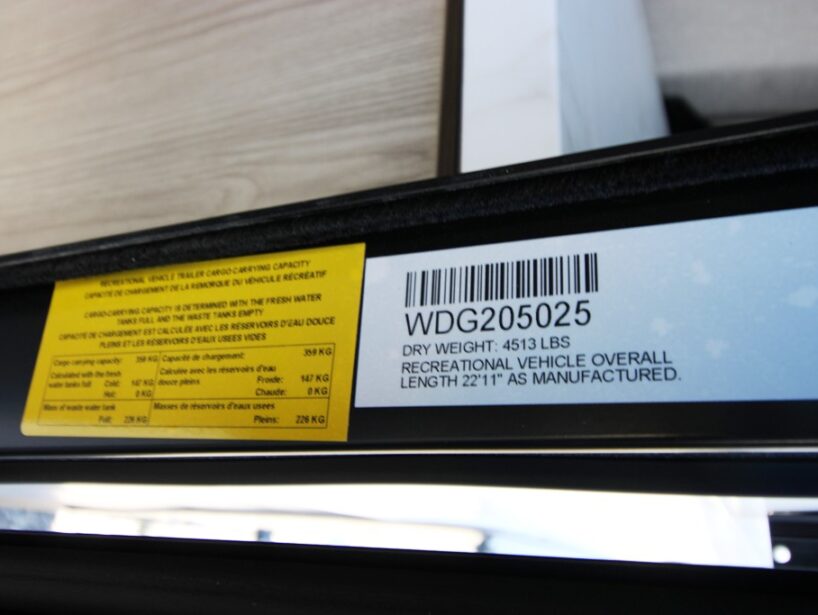 RECREATIONAL VEHICLE TRAILER CARGO CARRYING CAPACITY
CAPACITÉ DE CHARGEMENT DE LA REMORQUE DU VÉHICULE RÉCRÉATIF
CARGO-CARRYING CAPACITY IS DETERMINED WITH THE FRESH WATER
TANKS FULL AND THE WASTE TANKS EMPTY
CAPACITÉ DE CHARGEMENT EST CALCULÉE AVEC LES RÉSERVOIRS D'EAU DOUCE
PLEINS ET LES RÉSERVOIRS D'EAUX USEES VIDES
Cargo carrying capacity: 359 KG
Calculated with the fresh
water tanks full Cold: 147 KG
Hot: 0 KG
Mass of waste water tank
Full: 226 KG
Capacité de chargement: 359 KG
Calculée avec les réservoirs d'eau
douce pleins Froide: 147 KG
Chaude: 0 KG
Masses de réservoirs d'eaux usees
Pleins: 226 KG
WDG205025
DRY WEIGHT: 4513 LBS
RECREATIONAL VEHICLE OVERALL
LENGTH 22'11" AS MANUFACTURED.